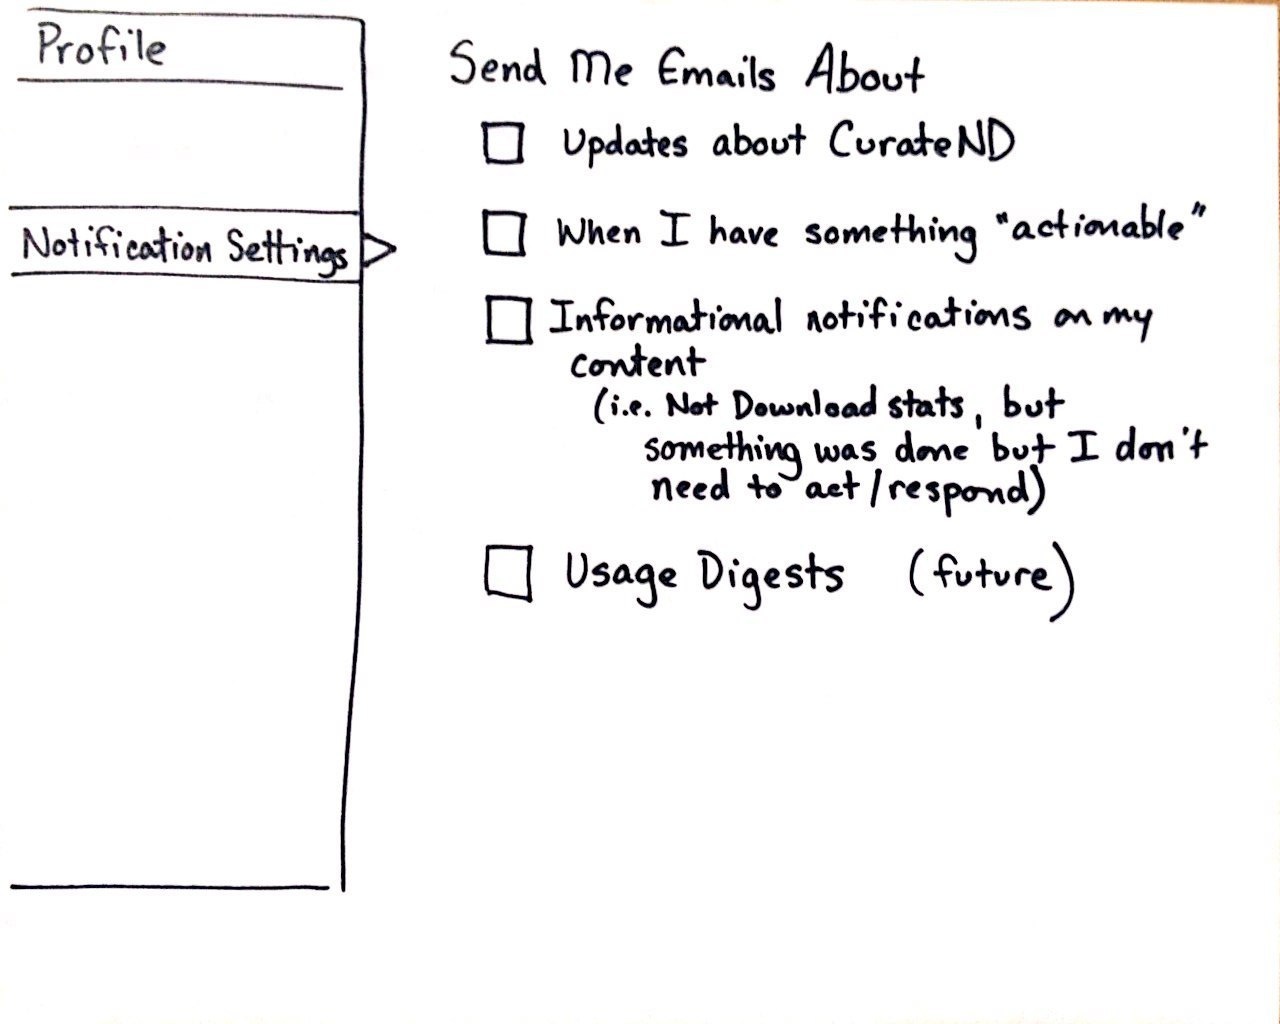 Profile
Notification Settings
Send Me Emails About
Updates about CurateND
When I have something "actionable"
Informational notifications on my
content
(i.e. Not Download stats, but
something was done but I don't
need to act/respond)
Usage Digests (future)